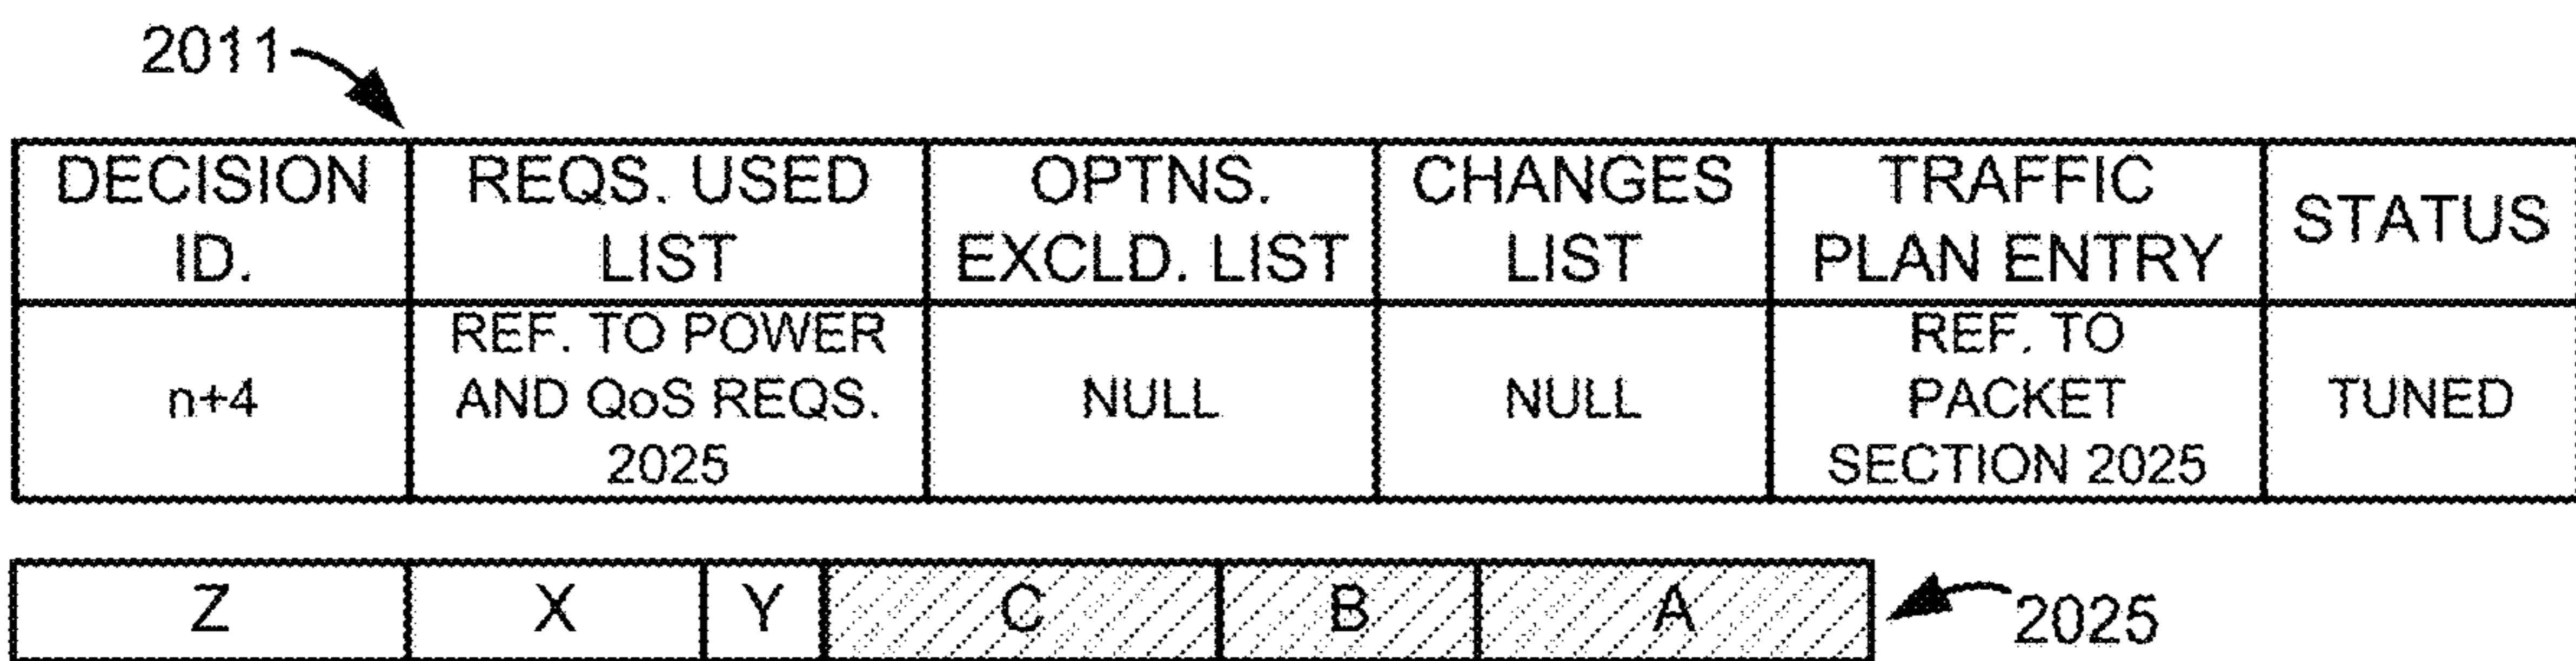 2011
DECISION
ID.
REQS. USED
LIST
OPTNS.
EXCLD. LIST
CHANGES
LIST
TRAFFIC
PLAN ENTRY
STATUS
n+4
REF. TO POWER
AND QoS REQS.
2025
NULL
NULL
REF. TO
PACKET
SECTION 2025
TUNED
Z X Y C B A
2025